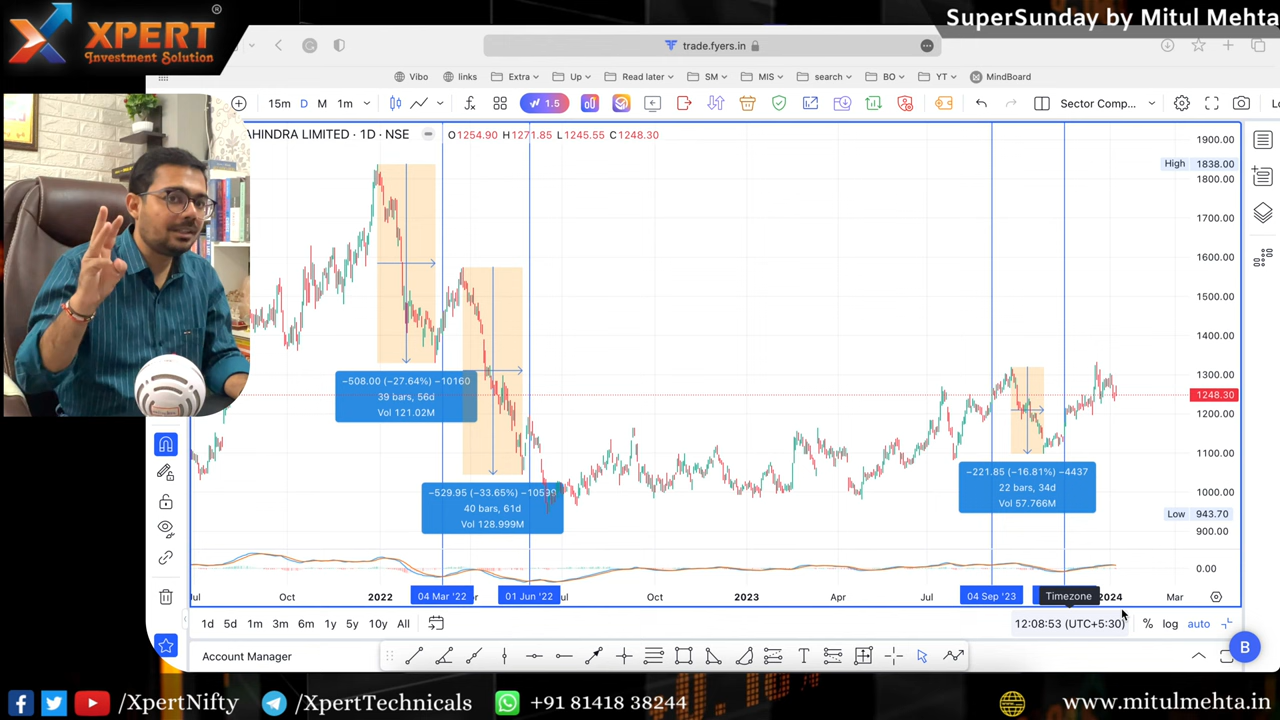 SuperSunday by Mitul Mehta
XPERT
Investment Solution
®
trade.fyers.in
Vibo
links
Extra
Up
Read later
SM
MIS
search
BO
YT
MindBoard
15m
D
M
1m
1.5
Sector Comp...
AHINDRA LIMITED · 1D · NSE
O1254.90 H1271.85 L1245.55 C1248.30
1900.00
High 1838.00
1800.00
1700.00
1600.00
1500.00
1400.00
1300.00
1248.30
1200.00
1100.00
1000.00
Low 943.70
900.00
0.00
−508.00 (−27.64%) −10160
39 bars, 56d
Vol 121.02M
−529.95 (−33.65%) −10599
40 bars, 61d
Vol 128.999M
−221.85 (−16.81%) −4437
22 bars, 34d
Vol 57.766M
Oct
2022
04 Mar '22
01 Jun '22
Oct
2023
Apr
Jul
04 Sep '23
Timezone
2024
Mar
1d
5d
1m
3m
6m
1y
5y
10y
All
12:08:53 (UTC+5:30)
%
log
auto
Account Manager
T
B
/XpertNifty
/XpertTechnicals
+91 81418 38244
www.mitulmehta.in